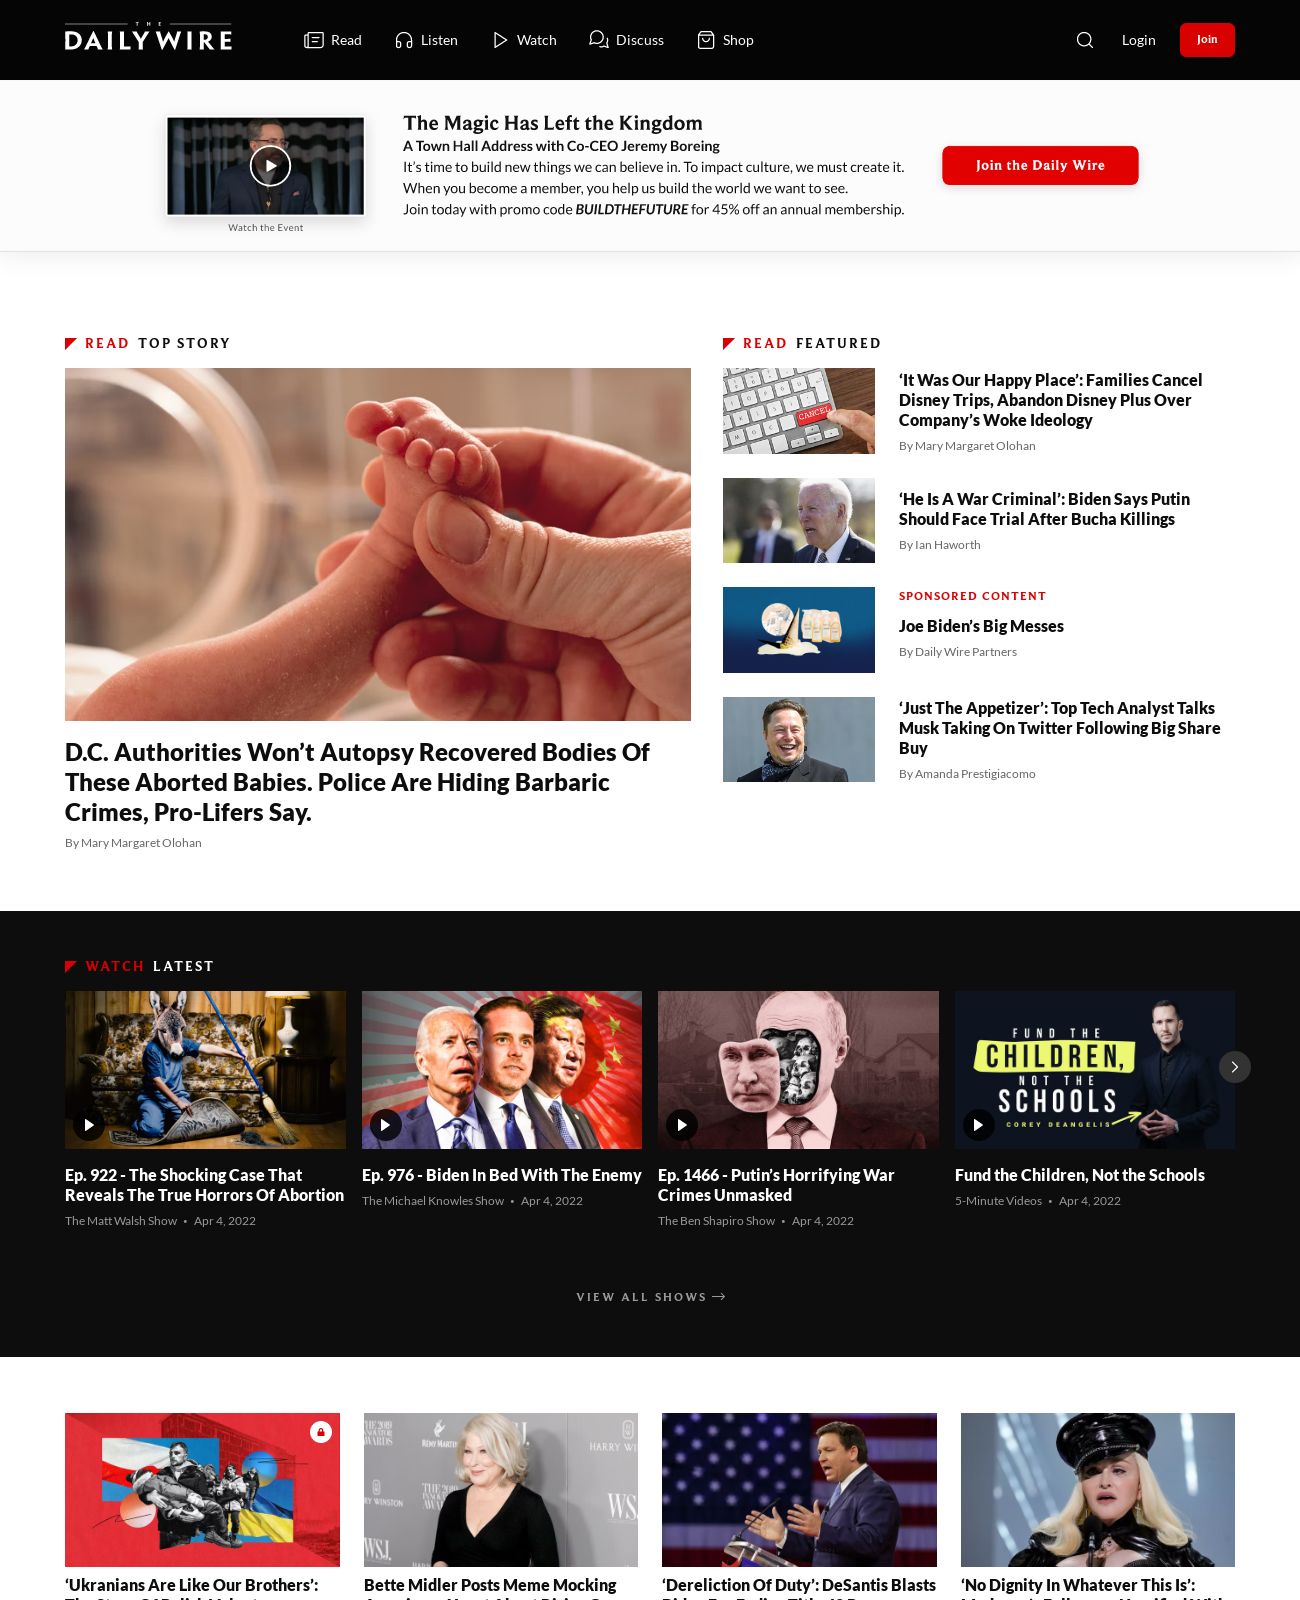 THE
DAILYWIRE
Read
Listen
Watch
Discuss
Shop
Login
Join
The Magic Has Left the Kingdom
A Town Hall Address with Co-CEO Jeremy Boreing
It’s time to build new things we can believe in. To impact culture, we must create it.
When you become a member, you help us build the world we want to see.
Join today with promo code BUILDTHEFUTURE for 45% off an annual membership.
Watch the Event
Join the Daily Wire
READ TOP STORY
D.C. Authorities Won’t Autopsy Recovered Bodies Of
These Aborted Babies. Police Are Hiding Barbaric
Crimes, Pro-Lifers Say.
By Mary Margaret Olohan
READ FEATURED
CANCEL
‘It Was Our Happy Place’: Families Cancel
Disney Trips, Abandon Disney Plus Over
Company’s Woke Ideology
By Mary Margaret Olohan
‘He Is A War Criminal’: Biden Says Putin
Should Face Trial After Bucha Killings
By Ian Haworth
SPONSORED CONTENT
Joe Biden’s Big Messes
By Daily Wire Partners
‘Just The Appetizer’: Top Tech Analyst Talks
Musk Taking On Twitter Following Big Share
Buy
By Amanda Prestigiacomo
WATCH LATEST
Ep. 922 - The Shocking Case That
Reveals The True Horrors Of Abortion
The Matt Walsh Show • Apr 4, 2022
Ep. 976 - Biden In Bed With The Enemy
The Michael Knowles Show • Apr 4, 2022
Ep. 1466 - Putin’s Horrifying War
Crimes Unmasked
The Ben Shapiro Show • Apr 4, 2022
FUND THE
CHILDREN,
NOT THE
SCHOOLS
COREY DEANGELIS
Fund the Children, Not the Schools
5-Minute Videos • Apr 4, 2022
VIEW ALL SHOWS
‘Ukranians Are Like Our Brothers’:
THE 2019
INNOVATOR
AWARDS
RÉMY MARTIN
HARRY WI
Y WINSTON
WSJ.
WS
Bette Midler Posts Meme Mocking
‘Dereliction Of Duty’: DeSantis Blasts
‘No Dignity In Whatever This Is’: